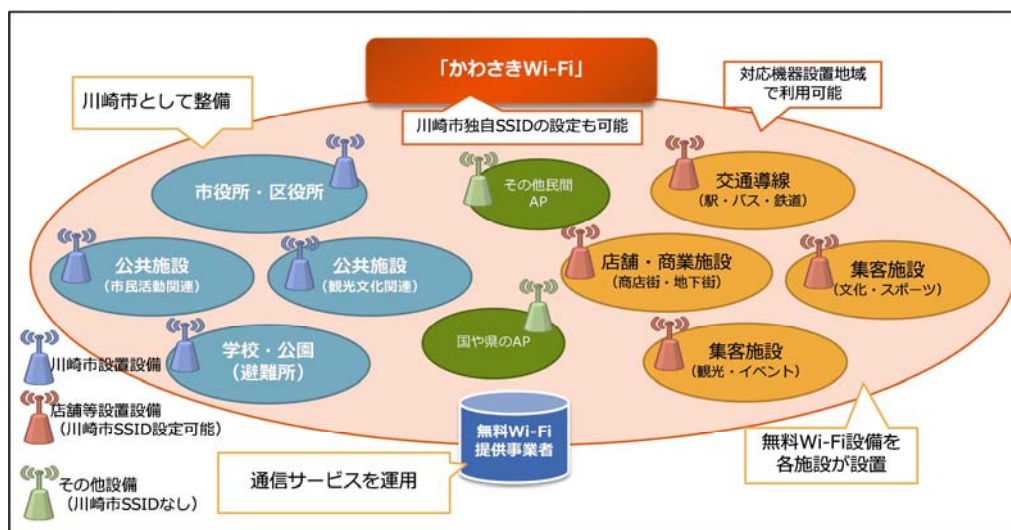 「かわさきWi-Fi」
川崎市として整備
川崎市独自SSIDの設定も可能
対応機器設置地域
で利用可能
市役所・区役所
その他民間
AP
交通導線
（駅・バス・鉄道）
公共施設
（市民活動関連）
公共施設
（観光文化関連）
店舗・商業施設
（商店街・地下街）
集客施設
（文化・スポーツ）
学校・公園
（避難所）
国や県のAP
集客施設
（観光・イベント）
川崎市設置設備
店舗等設置設備
（川崎市SSID設定可能）
その他設備
（川崎市SSIDなし）
無料Wi-Fi
提供事業者
通信サービスを運用
無料Wi-Fi設備を
各施設が設置